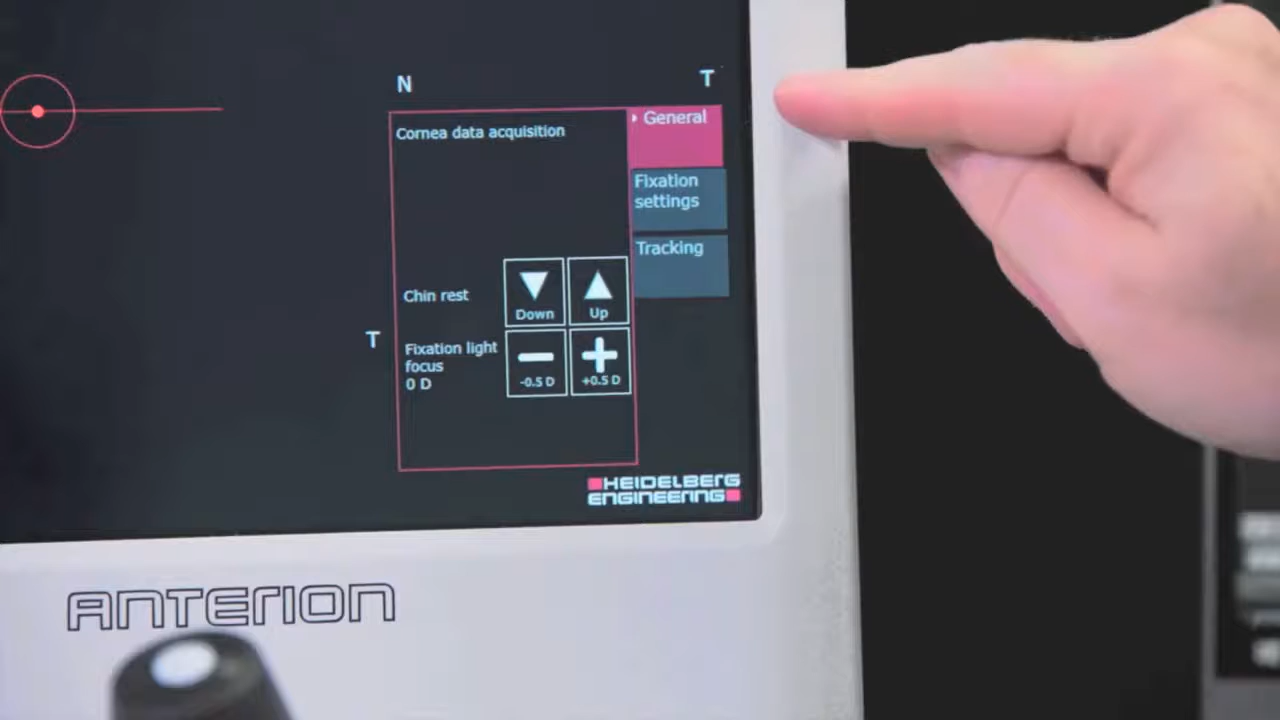 N
T
Cornea data acquisition
General
Fixation
settings
Tracking
Chin rest
Down
Up
T
Fixation light
focus
0 D
-0.5 D
+0.5 D
HEIDELBERG
ENGINEERING
ANTERION